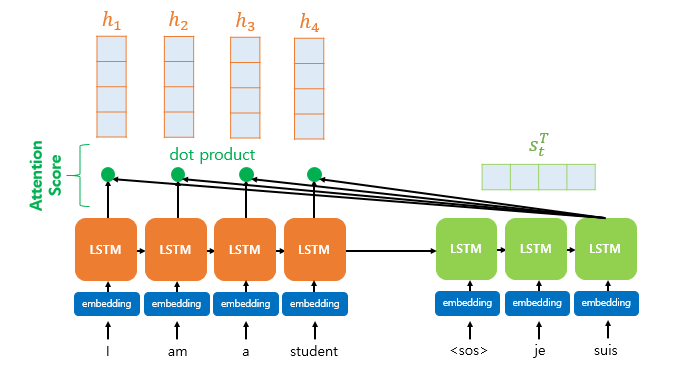 h₁ h₂ h₃ h₄
dot product
sₜᵀ
Attention
Score
LSTM LSTM LSTM LSTM LSTM LSTM LSTM
embedding embedding embedding embedding embedding embedding embedding
I am a student <sos> je suis